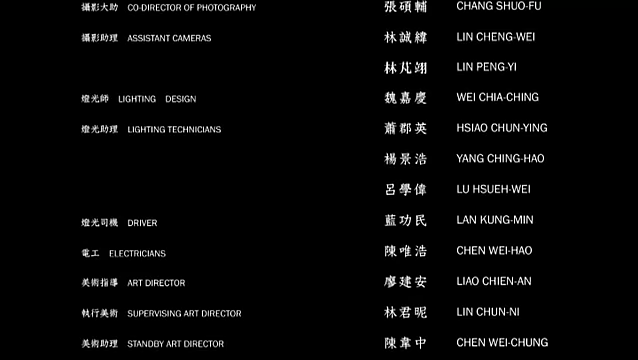 攝影大助 CO-DIRECTOR OF PHOTOGRAPHY 張碩輔 CHANG SHUO-FU
攝影助理 ASSISTANT CAMERAS 林誠緯 LIN CHENG-WEI
林芃翊 LIN PENG-YI
燈光師 LIGHTING DESIGN 魏嘉慶 WEI CHIA-CHING
燈光助理 LIGHTING TECHNICIANS 蕭郡英 HSIAO CHUN-YING
楊景浩 YANG CHING-HAO
呂學偉 LU HSUEH-WEI
燈光司機 DRIVER 藍功民 LAN KUNG-MIN
電工 ELECTRICIANS 陳唯浩 CHEN WEI-HAO
美術指導 ART DIRECTOR 廖建安 LIAO CHIEN-AN
執行美術 SUPERVISING ART DIRECTOR 林君昵 LIN CHUN-NI
美術助理 STANDBY ART DIRECTOR 陳韋中 CHEN WEI-CHUNG